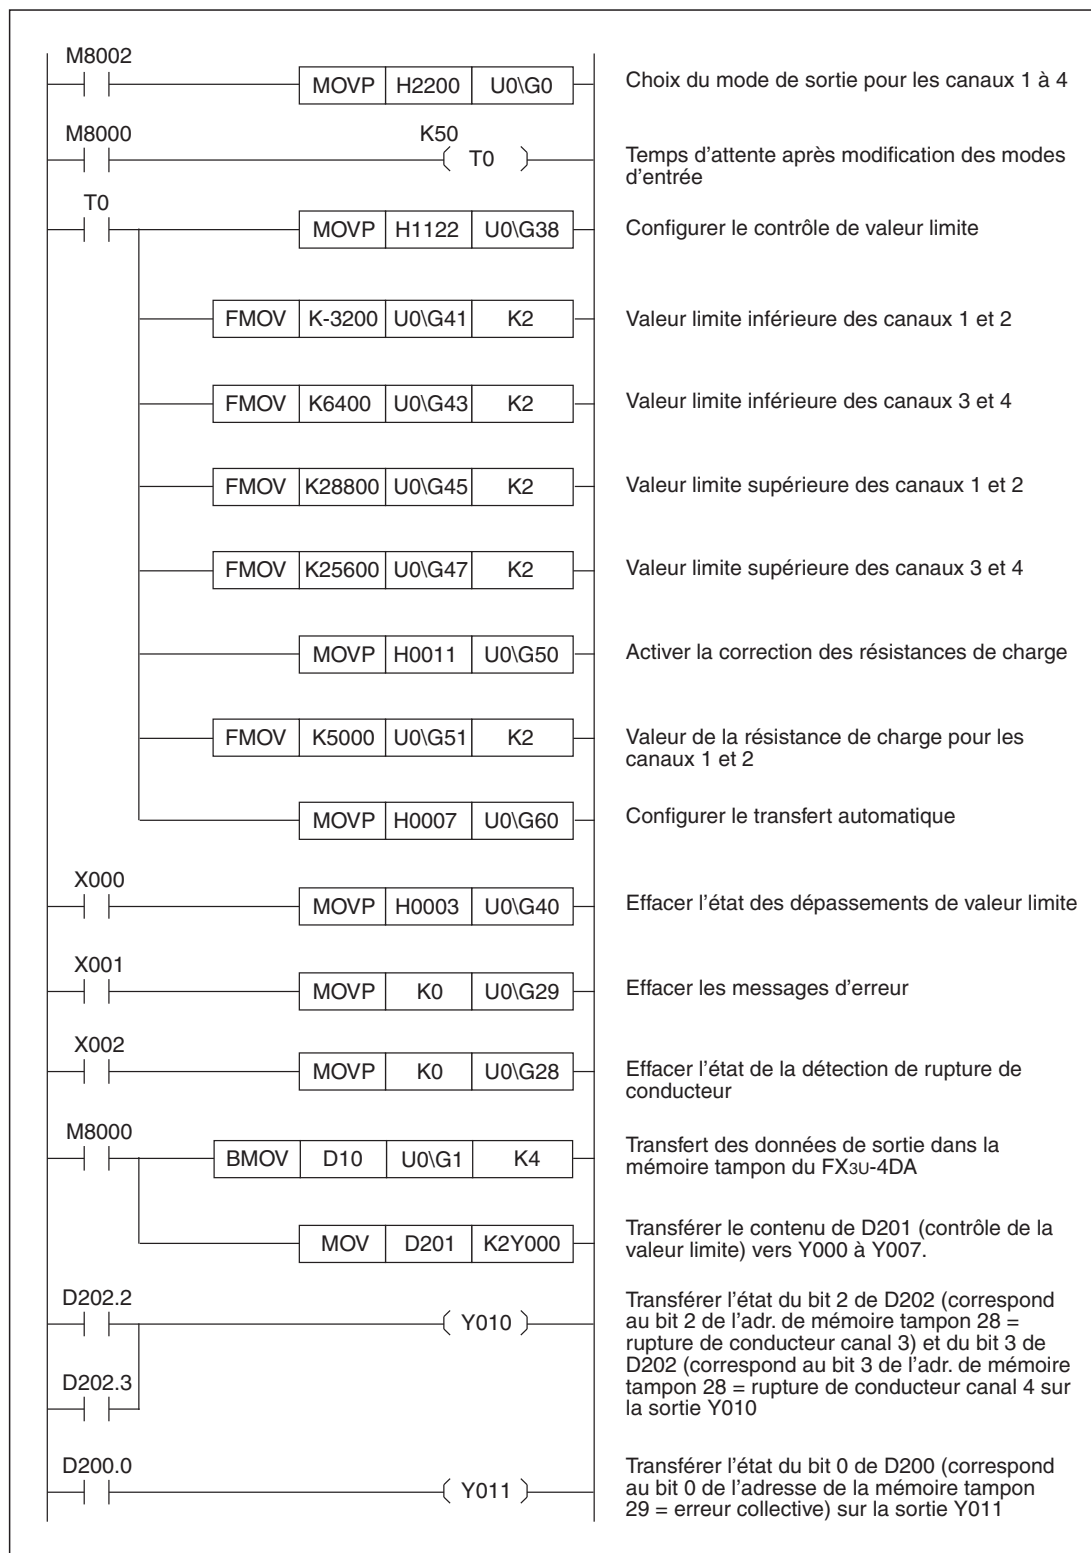 M8002
MOVP H2200 U0\G0 Choix du mode de sortie pour les canaux 1 à 4
M8000 K50
T0 Temps d'attente après modification des modes
d'entrée
T0
MOVP H1122 U0\G38 Configurer le contrôle de valeur limite
FMOV K-3200 U0\G41 K2 Valeur limite inférieure des canaux 1 et 2
FMOV K6400 U0\G43 K2 Valeur limite inférieure des canaux 3 et 4
FMOV K28800 U0\G45 K2 Valeur limite supérieure des canaux 1 et 2
FMOV K25600 U0\G47 K2 Valeur limite supérieure des canaux 3 et 4
MOVP H0011 U0\G50 Activer la correction des résistances de charge
FMOV K5000 U0\G51 K2 Valeur de la résistance de charge pour les
canaux 1 et 2
MOVP H0007 U0\G60 Configurer le transfert automatique
X000
MOVP H0003 U0\G40 Effacer l'état des dépassements de valeur limite
X001
MOVP K0 U0\G29 Effacer les messages d'erreur
X002
MOVP K0 U0\G28 Effacer l'état de la détection de rupture de
conducteur
M8000
BMOV D10 U0\G1 K4 Transfert des données de sortie dans la
mémoire tampon du FX3U-4DA
MOV D201 K2Y000 Transférer le contenu de D201 (contrôle de la
valeur limite) vers Y000 à Y007.
D202.2
Y010 Transférer l'état du bit 2 de D202 (correspond
au bit 2 de l'adr. de mémoire tampon 28 =
rupture de conducteur canal 3) et du bit 3 de
D202.3 D202 (correspond au bit 3 de l'adr. de mémoire
tampon 28 = rupture de conducteur canal 4 sur
la sortie Y010
D200.0
Y011 Transférer l'état du bit 0 de D200 (correspond
au bit 0 de l'adresse de la mémoire tampon
29 = erreur collective) sur la sortie Y011